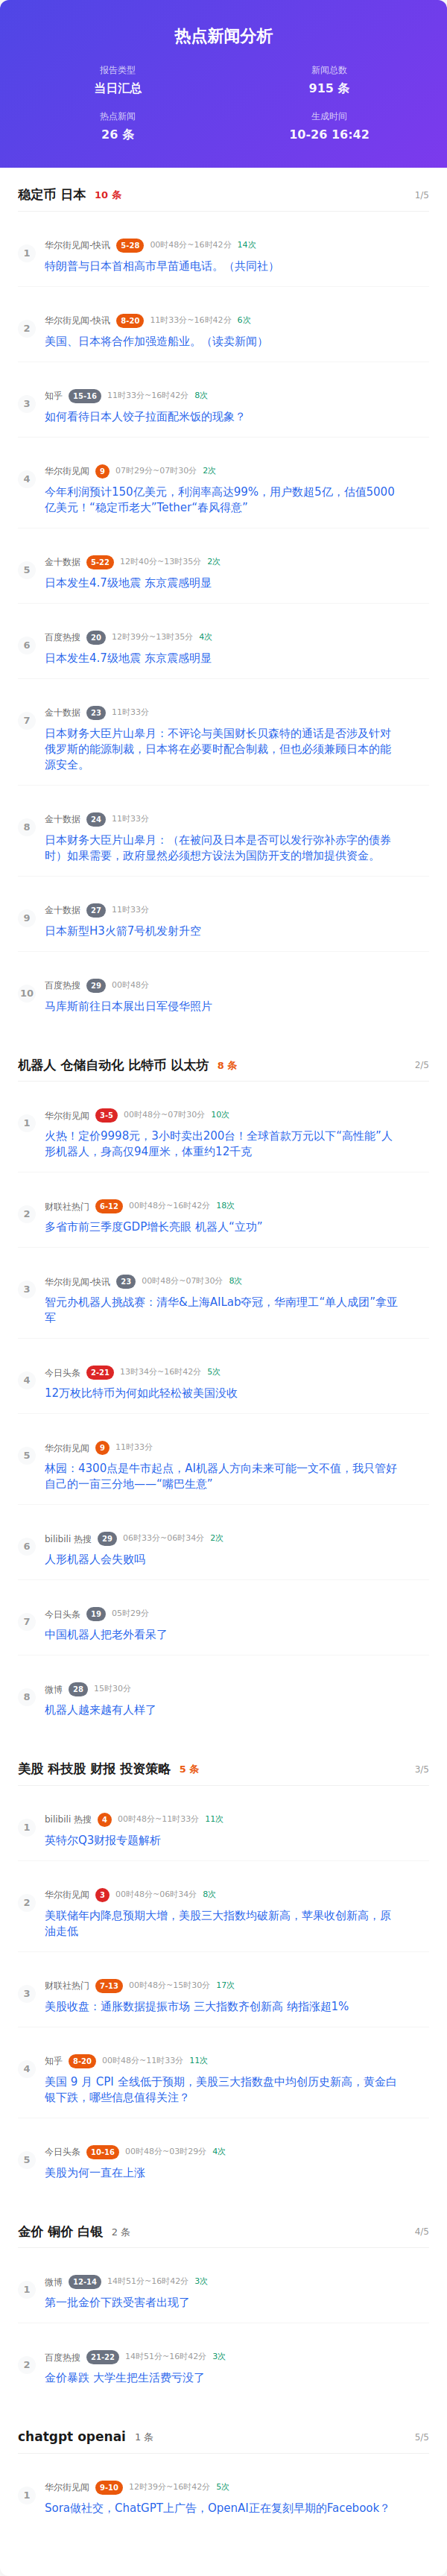 热点新闻分析
报告类型
当日汇总
新闻总数
915 条
热点新闻
26 条
生成时间
10-26 16:42
稳定币 日本 10 条 1/5
1
华尔街见闻-快讯 5-28 00时48分~16时42分 14次
特朗普与日本首相高市早苗通电话。（共同社）
2
华尔街见闻-快讯 8-20 11时33分~16时42分 6次
美国、日本将合作加强造船业。（读卖新闻）
3
知乎 15-16 11时33分~16时42分 8次
如何看待日本人饺子拉面配米饭的现象？
4
华尔街见闻 9 07时29分~07时30分 2次
今年利润预计150亿美元，利润率高达99%，用户数超5亿，估值5000
亿美元！“稳定币老大”Tether“春风得意”
5
金十数据 5-22 12时40分~13时35分 2次
日本发生4.7级地震 东京震感明显
6
百度热搜 20 12时39分~13时35分 4次
日本发生4.7级地震 东京震感明显
7
金十数据 23 11时33分
日本财务大臣片山皋月：不评论与美国财长贝森特的通话是否涉及针对
俄罗斯的能源制裁，日本将在必要时配合制裁，但也必须兼顾日本的能
源安全。
8
金十数据 24 11时33分
日本财务大臣片山皋月：（在被问及日本是否可以发行弥补赤字的债券
时）如果需要，政府显然必须想方设法为国防开支的增加提供资金。
9
金十数据 27 11时33分
日本新型H3火箭7号机发射升空
10
百度热搜 29 00时48分
马库斯前往日本展出日军侵华照片
机器人 仓储自动化 比特币 以太坊 8 条 2/5
1
华尔街见闻 3-5 00时48分~07时30分 10次
火热！定价9998元，3小时卖出200台！全球首款万元以下“高性能”人
形机器人，身高仅94厘米，体重约12千克
2
财联社热门 6-12 00时48分~16时42分 18次
多省市前三季度GDP增长亮眼 机器人“立功”
3
华尔街见闻-快讯 23 00时48分~07时30分 8次
智元办机器人挑战赛：清华&上海AILab夺冠，华南理工“单人成团”拿亚
军
4
今日头条 2-21 13时34分~16时42分 5次
12万枚比特币为何如此轻松被美国没收
5
华尔街见闻 9 11时33分
林园：4300点是牛市起点，AI机器人方向未来可能一文不值，我只管好
自己的一亩三分地——“嘴巴生意”
6
bilibili 热搜 29 06时33分~06时34分 2次
人形机器人会失败吗
7
今日头条 19 05时29分
中国机器人把老外看呆了
8
微博 28 15时30分
机器人越来越有人样了
美股 科技股 财报 投资策略 5 条 3/5
1
bilibili 热搜 4 00时48分~11时33分 11次
英特尔Q3财报专题解析
2
华尔街见闻 3 00时48分~06时34分 8次
美联储年内降息预期大增，美股三大指数均破新高，苹果收创新高，原
油走低
3
财联社热门 7-13 00时48分~15时30分 17次
美股收盘：通胀数据提振市场 三大指数齐创新高 纳指涨超1%
4
知乎 8-20 00时48分~11时33分 11次
美国 9 月 CPI 全线低于预期，美股三大指数盘中均创历史新高，黄金白
银下跌，哪些信息值得关注？
5
今日头条 10-16 00时48分~03时29分 4次
美股为何一直在上涨
金价 铜价 白银 2 条 4/5
1
微博 12-14 14时51分~16时42分 3次
第一批金价下跌受害者出现了
2
百度热搜 21-22 14时51分~16时42分 3次
金价暴跌 大学生把生活费亏没了
chatgpt openai 1 条 5/5
1
华尔街见闻 9-10 12时39分~16时42分 5次
Sora做社交，ChatGPT上广告，OpenAI正在复刻早期的Facebook？